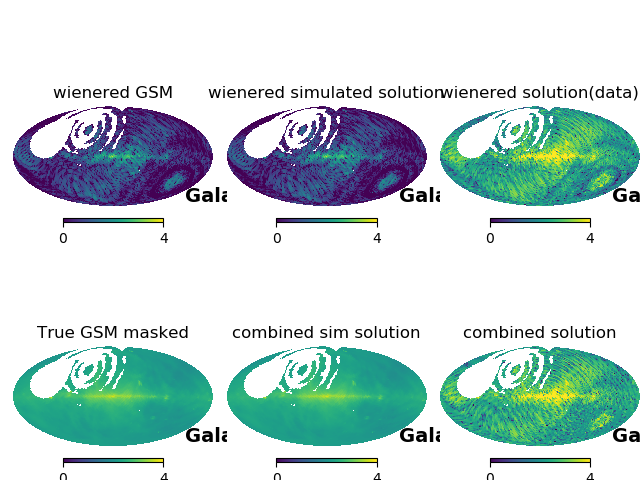 wienered GSM
wienered simulated solution
wienered solution(data)
Gala
Gala
Ga
0 4
0 4
0 4
True GSM masked
combined sim solution
combined solution
Gala
Gala
Ga
0 4
0 4
0 4